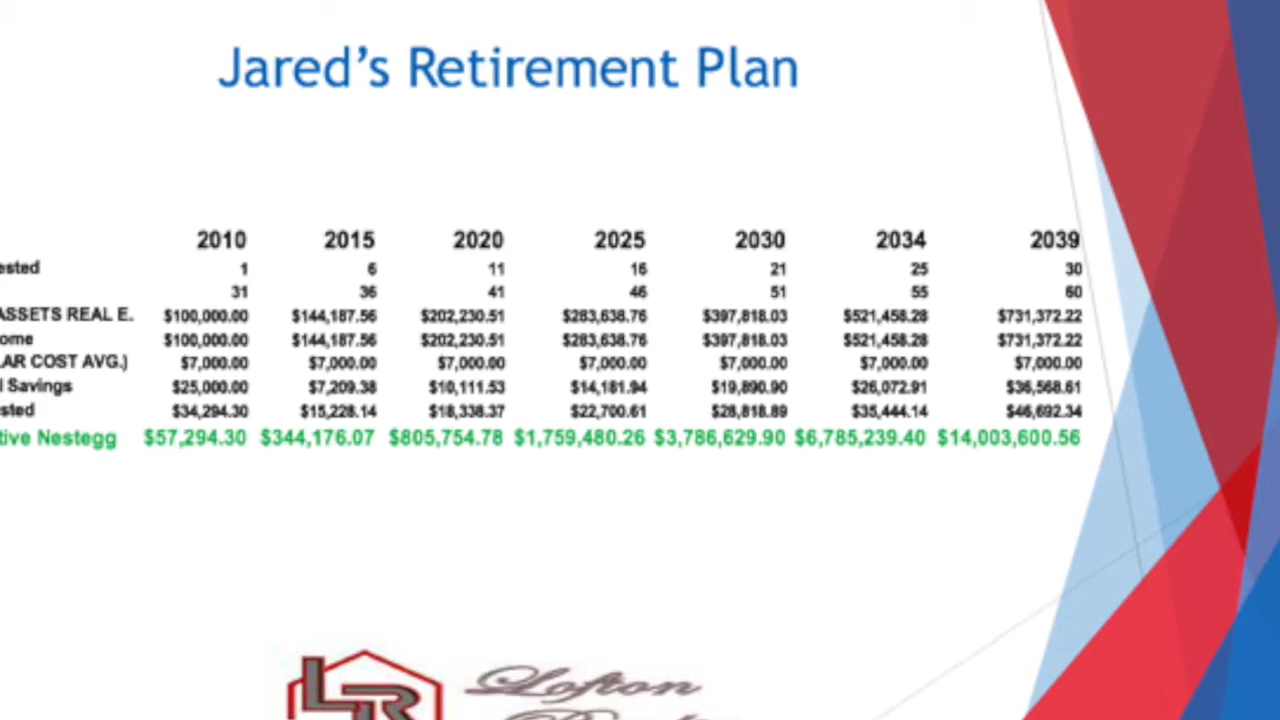 Jared's Retirement Plan
2010 2015 2020 2025 2030 2034 2039
ested 1 6 11 16 21 25 30
31 36 41 46 51 55 60
ASSETS REAL E. $100,000.00 $144,187.56 $202,230.51 $283,638.76 $397,818.03 $521,458.28 $731,372.22
ome $100,000.00 $144,187.56 $202,230.51 $283,638.76 $397,818.03 $521,458.28 $731,372.22
LAR COST AVG.) $7,000.00 $7,000.00 $7,000.00 $7,000.00 $7,000.00 $7,000.00 $7,000.00
l Savings $25,000.00 $7,209.38 $10,111.53 $14,181.94 $19,890.90 $26,072.91 $36,568.61
sted $34,294.30 $15,228.14 $18,338.37 $22,700.61 $28,818.89 $35,444.14 $46,692.34
tive Nestegg $57,294.30 $344,176.07 $805,754.78 $1,759,480.26 $3,786,629.90 $6,785,239.40 $14,003,600.56
LR Lofton